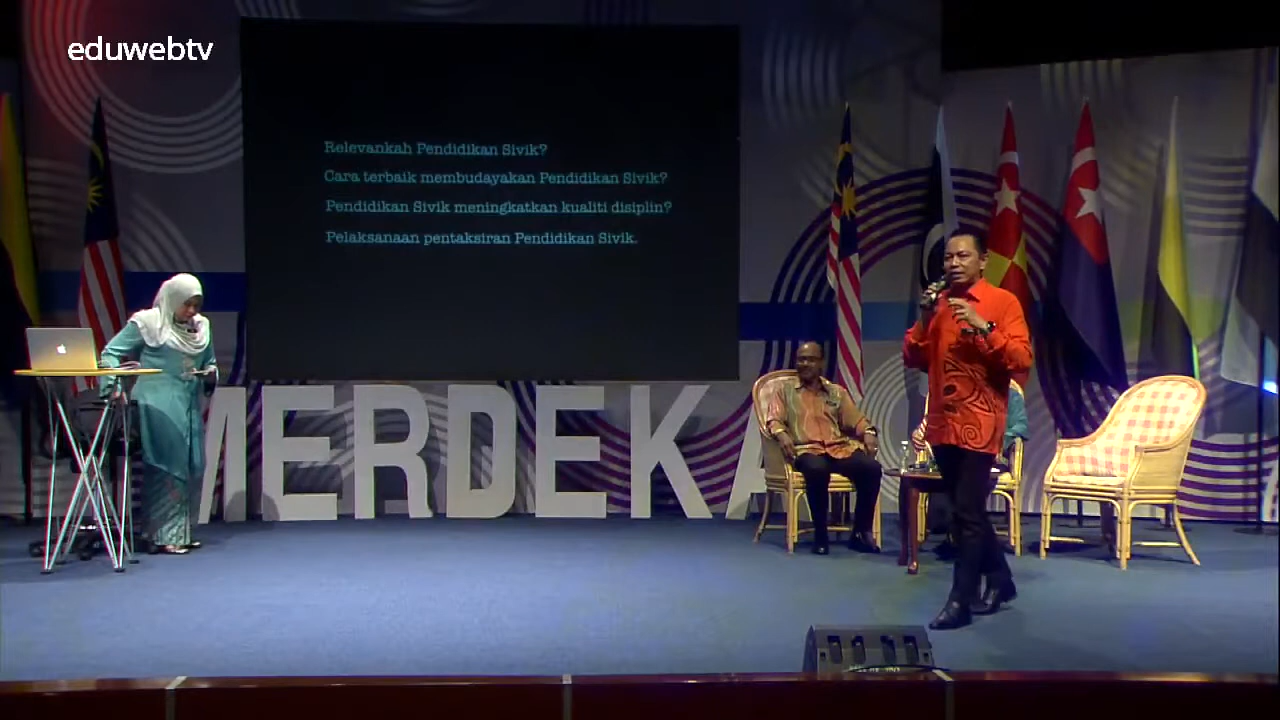 eduwebtv
Relevankah Pendidikan Sivik?
Cara terbaik membudayakan Pendidikan Sivik?
Pendidikan Sivik meningkatkan kualiti disiplin?
Pelaksanaan pentaksiran Pendidikan Sivik.
MERDEKA